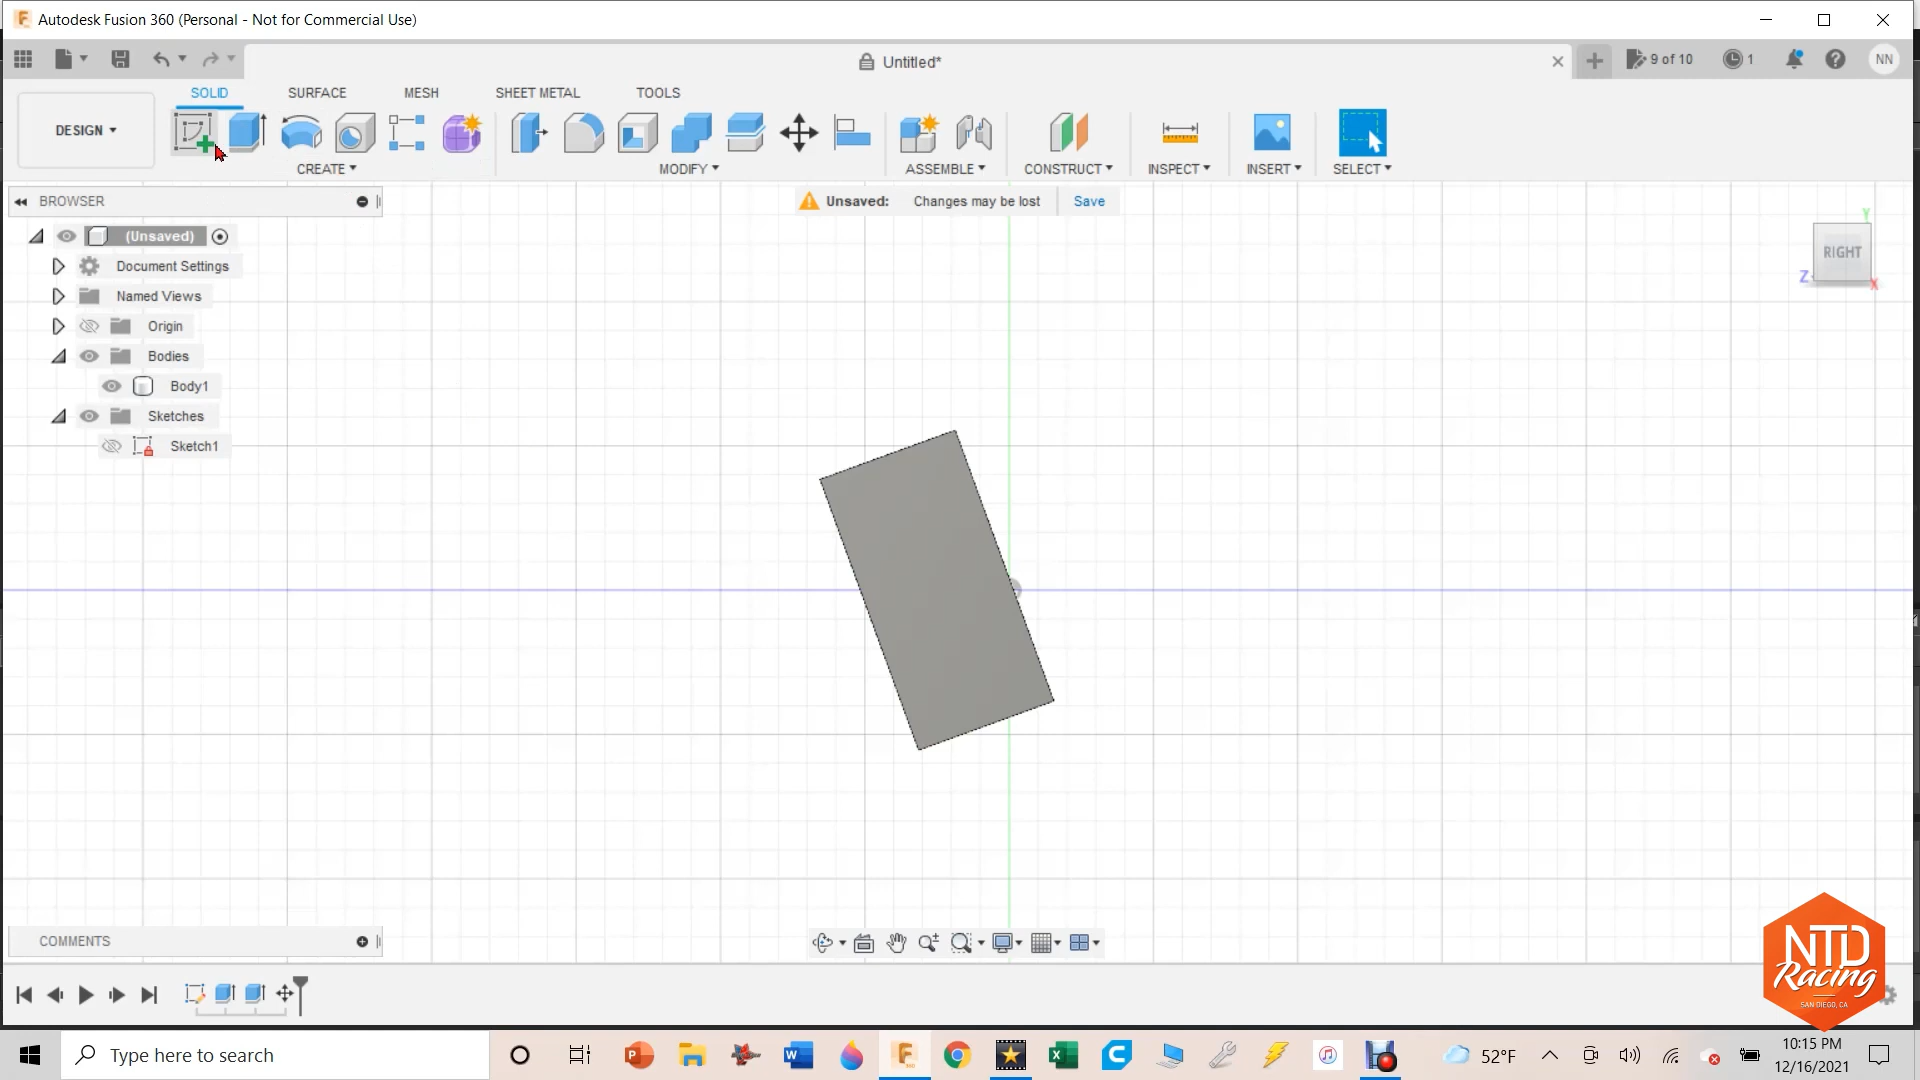 Autodesk Fusion 360 (Personal - Not for Commercial Use)
Untitled*
9 of 10
1
NN
DESIGN
SOLID
SURFACE
MESH
SHEET METAL
TOOLS
CREATE
MODIFY
ASSEMBLE
CONSTRUCT
INSPECT
INSERT
SELECT
BROWSER
Unsaved: Changes may be lost Save
(Unsaved)
Document Settings
Named Views
Origin
Bodies
Body1
Sketches
Sketch1
Y
RIGHT
Z
X
COMMENTS
NTD
Racing
SAN DIEGO, CA
Type here to search
52°F
10:15 PM
12/16/2021